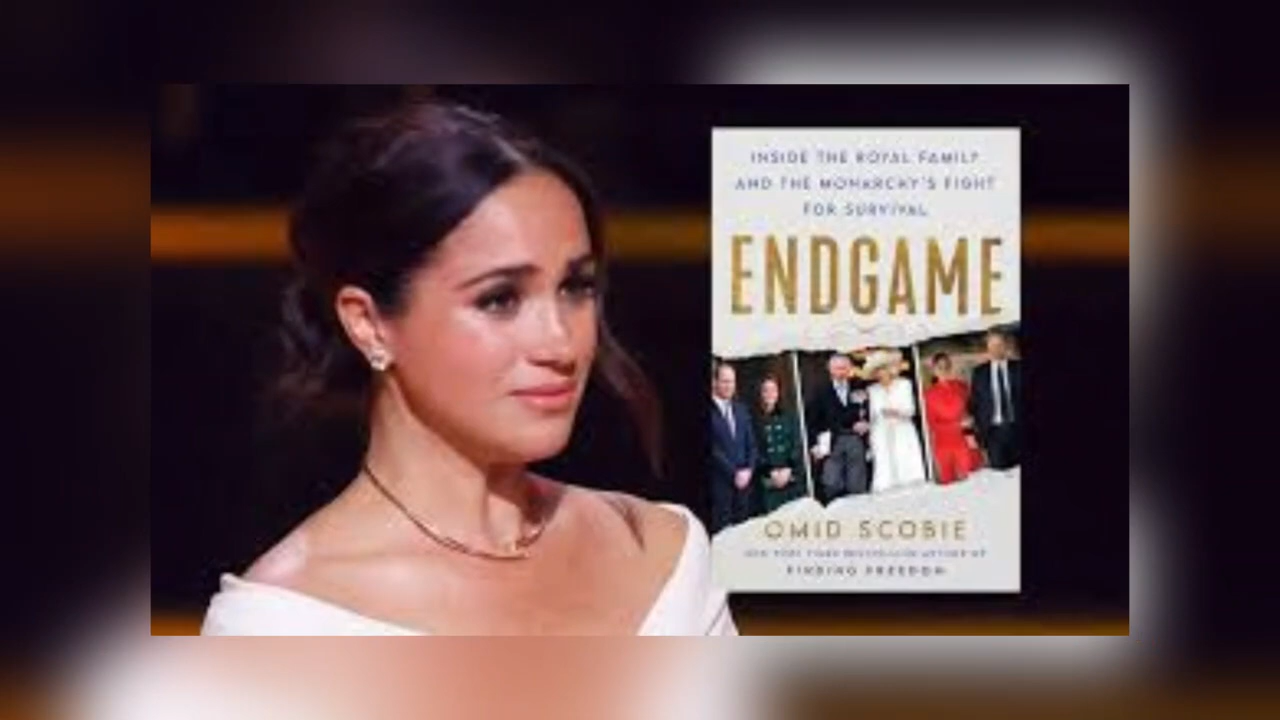 INSIDE THE ROYAL FAMILY
AND THE MONARCHY'S FIGHT
FOR SURVIVAL
ENDGAME
OMID SCOBIE
NEW YORK TIMES BESTSELLING AUTHOR OF
FINDING FREEDOM